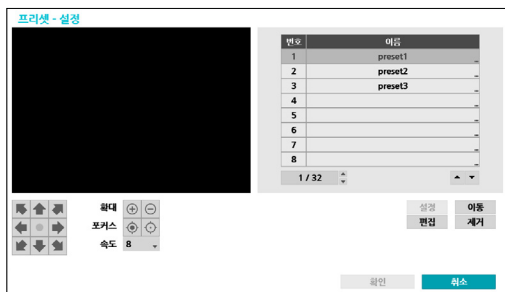 프리셋 - 설정
번호 이름
1 preset1
2 preset2
3 preset3
4
5
6
7
8
1 / 32
확대
포커스
속도 8
설정 이동
편집 제거
확인 취소